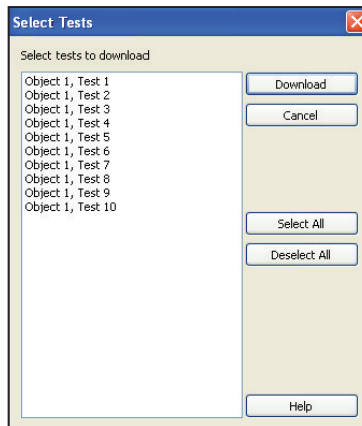 Select Tests
Select tests to download
Object 1, Test 1
Object 1, Test 2
Object 1, Test 3
Object 1, Test 4
Object 1, Test 5
Object 1, Test 6
Object 1, Test 7
Object 1, Test 8
Object 1, Test 9
Object 1, Test 10
Download
Cancel
Select All
Deselect All
Help